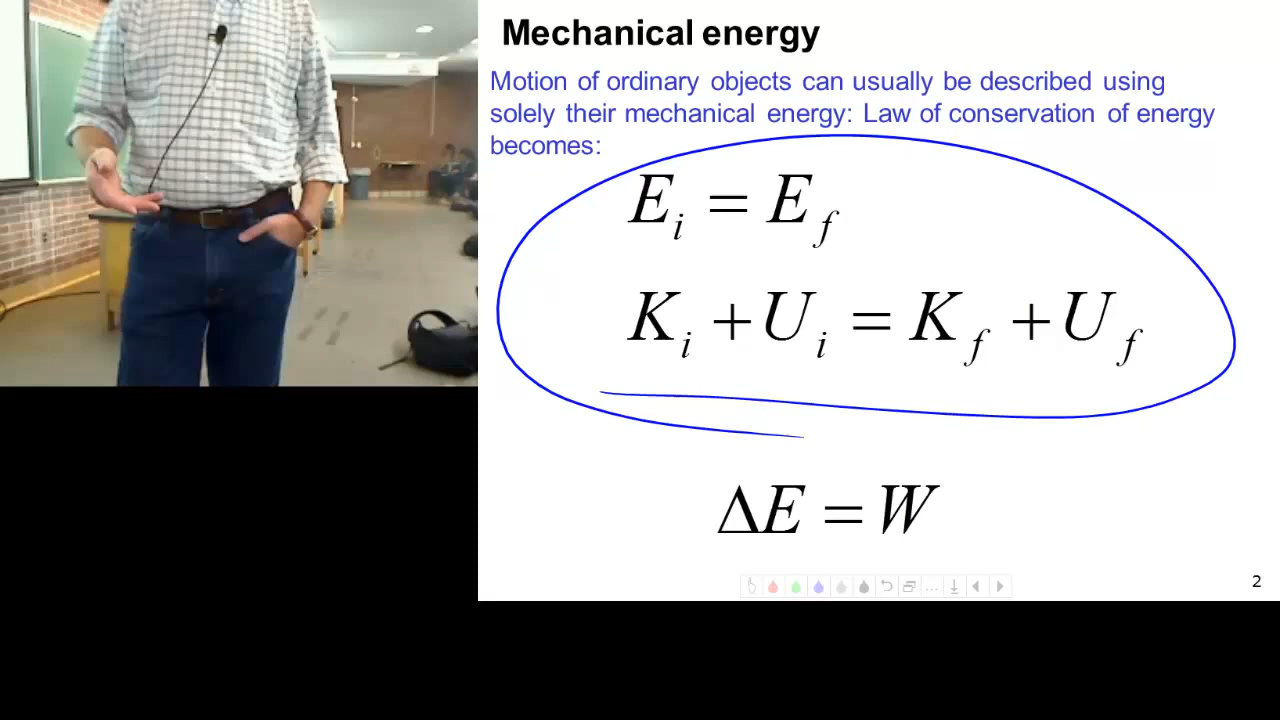 Mechanical energy
Motion of ordinary objects can usually be described using
solely their mechanical energy: Law of conservation of energy
becomes:
E_i = E_f
K_i + U_i = K_f + U_f
ΔE = W
2